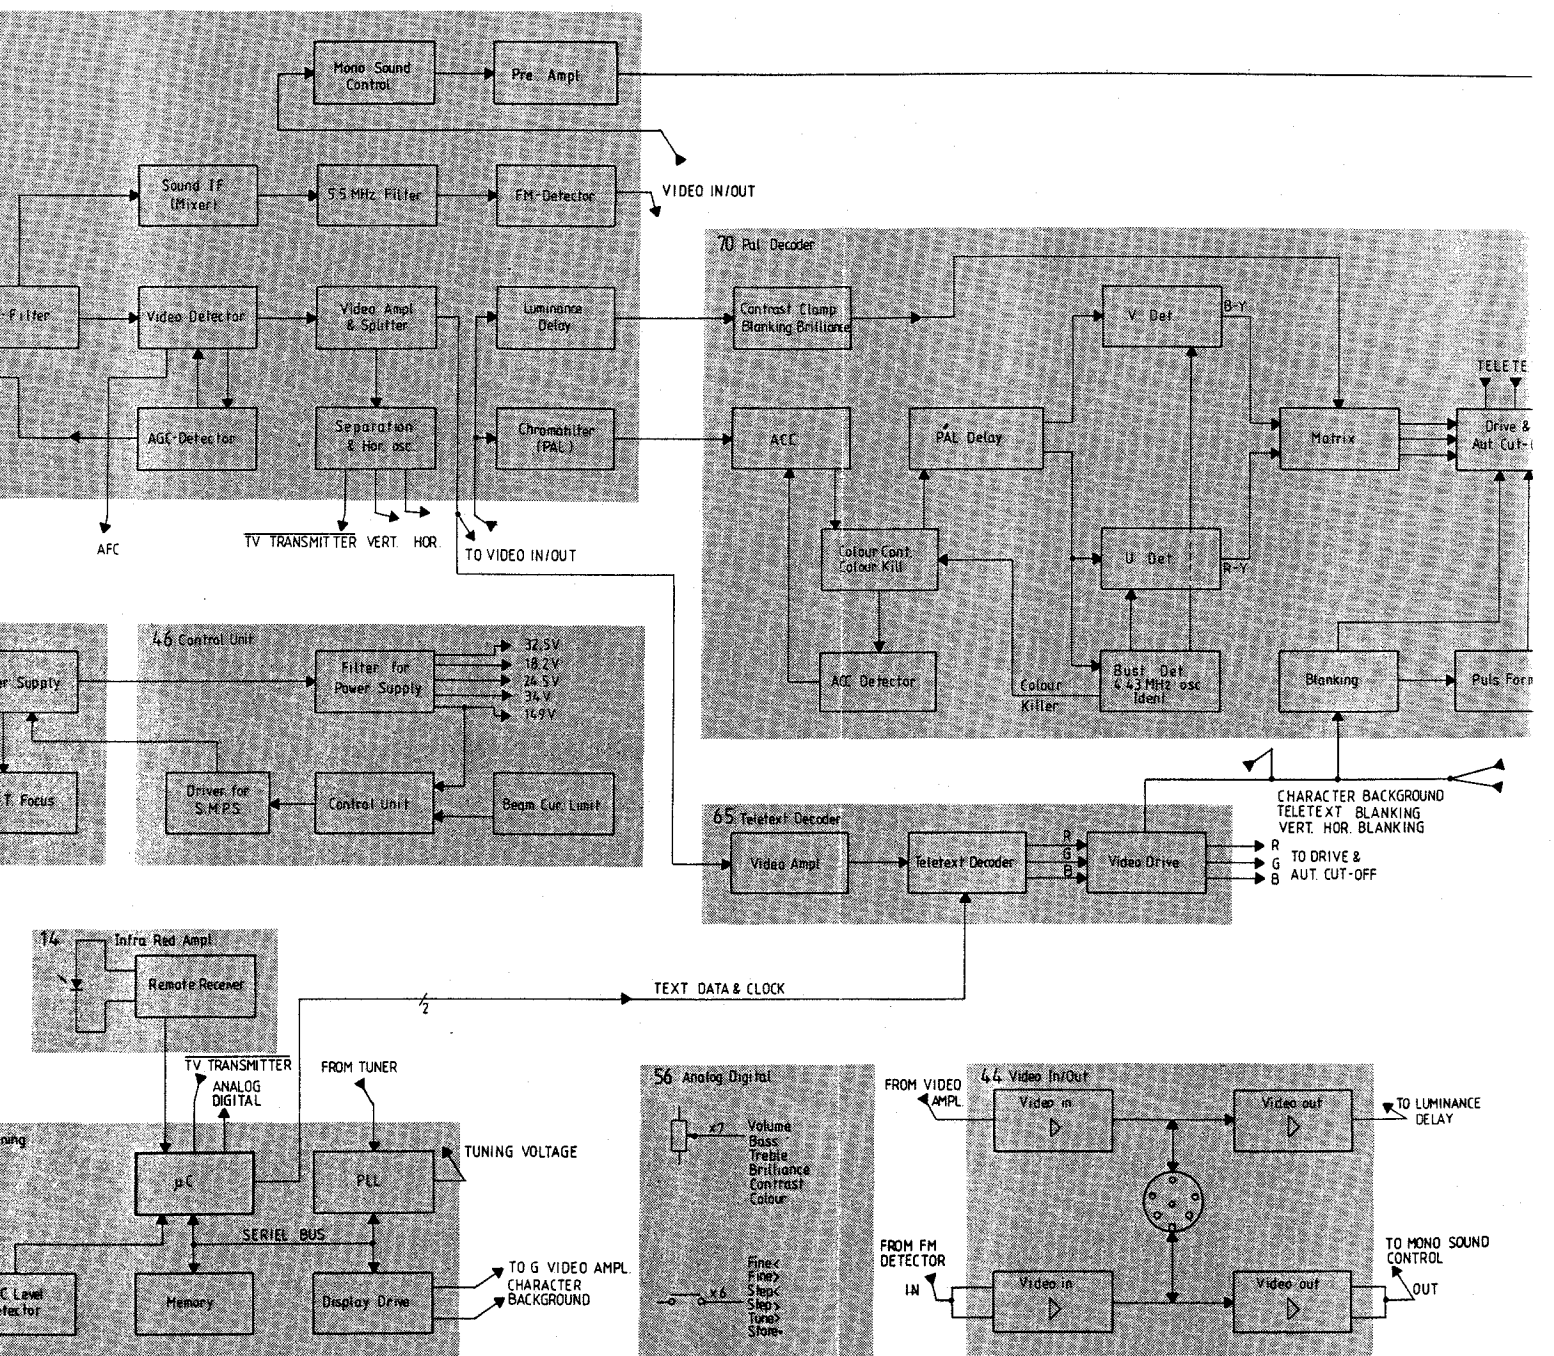 Mono Sound
Control
Pre. Ampl.
Sound IF
(Mixer)
5.5 MHz Filter
FM-Detector
VIDEO IN/OUT
-Filter
Video Detector
Video Ampl
& Splitter
Luminance
Delay
AGC-Detector
Separation
& Hor. osc.
Chromafilter
(PAL)
AFC
TV TRANSMITTER
VERT.
HOR.
TO VIDEO IN/OUT
70 Pal Decoder
Contrast Clamp
Blanking Brilliance
V Det.
B-Y
TELETE
ACC
PAL Delay
Matrix
Drive &
Aut. Cut-
Colour Cont.
Colour Kill
U Det.
R-Y
ACC Detector
Colour
Killer
Bust Det
4.43 MHz osc
Ident
Blanking
Puls Form
46 Control Unit
er Supply
Filter for
Power Supply
32.5V
18.2V
24.5V
34V
149V
.T. Focus
Driver for
S.M.P.S.
Control Unit
Beam Cur. Limit
CHARACTER BACKGROUND
TELETEXT BLANKING
VERT. HOR. BLANKING
65 Teletext Decoder
Video Ampl
Teletext Decoder
R
G
B
Video Drive
R
G
B
TO DRIVE &
AUT. CUT-OFF
14
Infra Red Ampl
Remote Receiver
2
TEXT DATA & CLOCK
TV TRANSMITTER
ANALOG
DIGITAL
FROM TUNER
ning
µC
PLL
TUNING VOLTAGE
SERIEL BUS
C Level
etector
Memory
Display Drive
TO G VIDEO AMPL.
CHARACTER
BACKGROUND
56 Analog Digital
x7
Volume
Bass
Treble
Brilliance
Contrast
Colour
x6
Fine<
Fine>
Step<
Step>
Tune>
Store•
44 Video In/Out
FROM VIDEO
AMPL.
Video in
Video out
TO LUMINANCE
DELAY
FROM FM
DETECTOR
IN
Video in
Video out
TO MONO SOUND
CONTROL
OUT